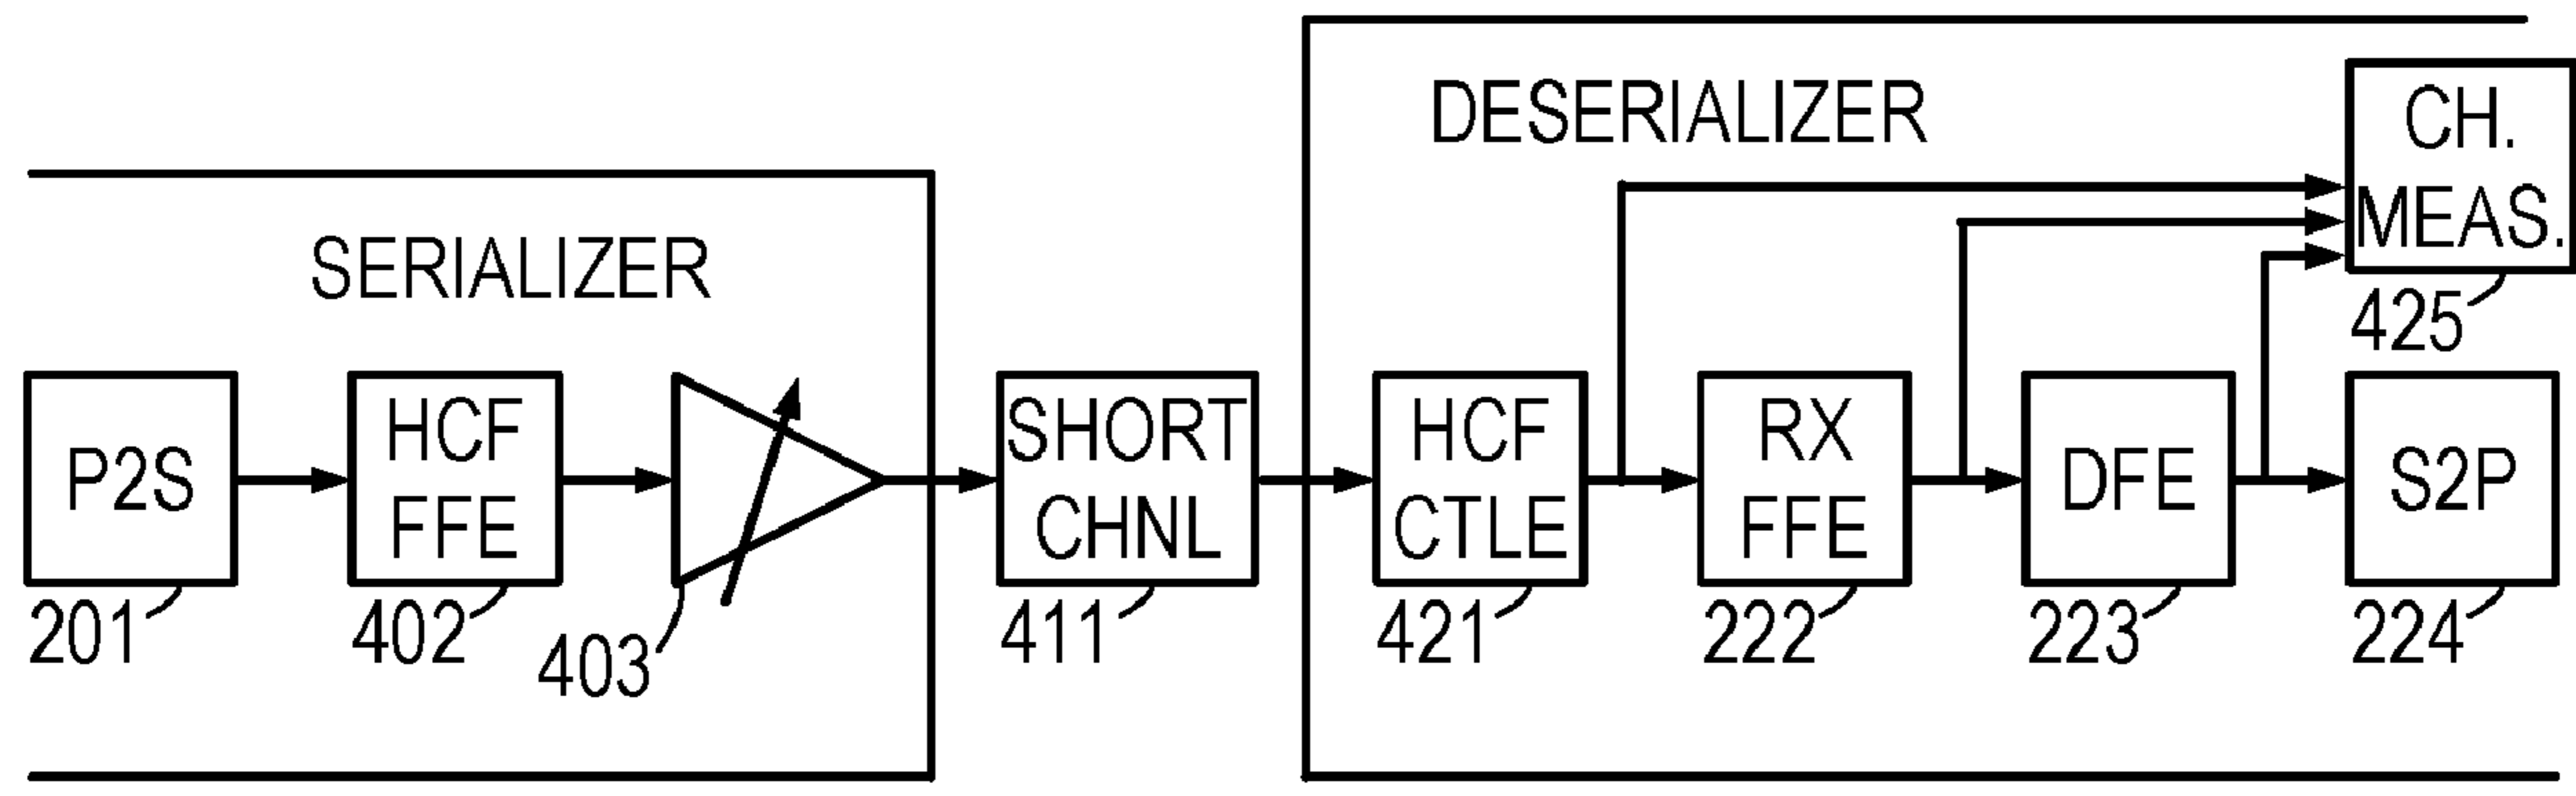 DESERIALIZER
CH.
MEAS.
425
SERIALIZER
P2S
201
HCF
FFE
402
403
SHORT
CHNL
411
HCF
CTLE
421
RX
FFE
222
DFE
223
S2P
224